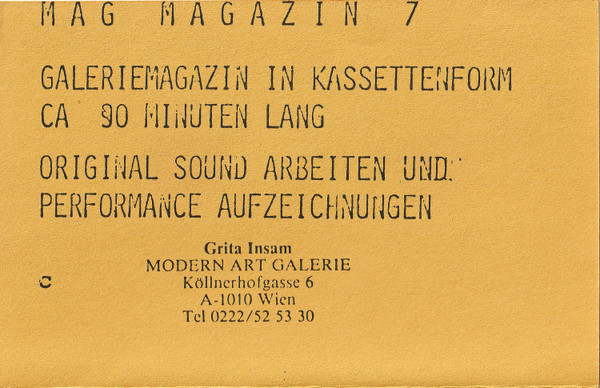 MAG MAGAZIN 7
GALERIEMAGAZIN IN KASSETTENFORM
CA 90 MINUTEN LANG
ORIGINAL SOUND ARBEITEN UND
PERFORMANCE AUFZEICHNUNGEN
Grita Insam
MODERN ART GALERIE
C Köllnerhofgasse 6
A-1010 Wien
Tel 0222/52 53 30